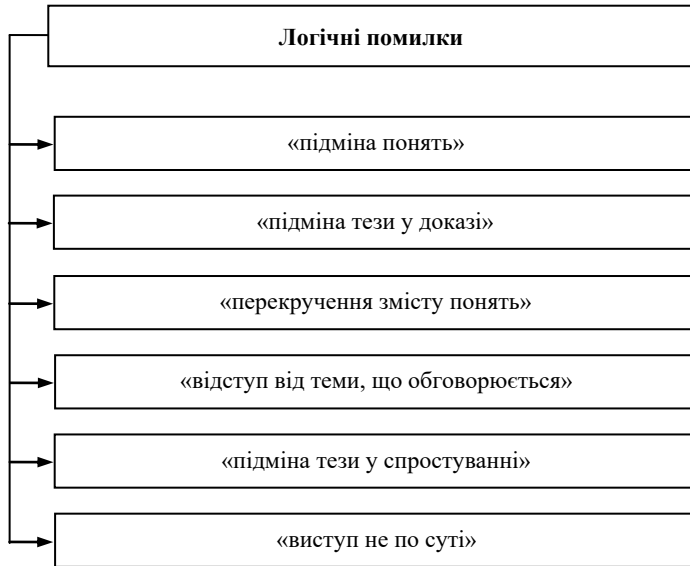 Логічні помилки
«підміна понять»
«підміна тези у доказі»
«перекручення змісту понять»
«відступ від теми, що обговорюється»
«підміна тези у спростуванні»
«виступ не по суті»